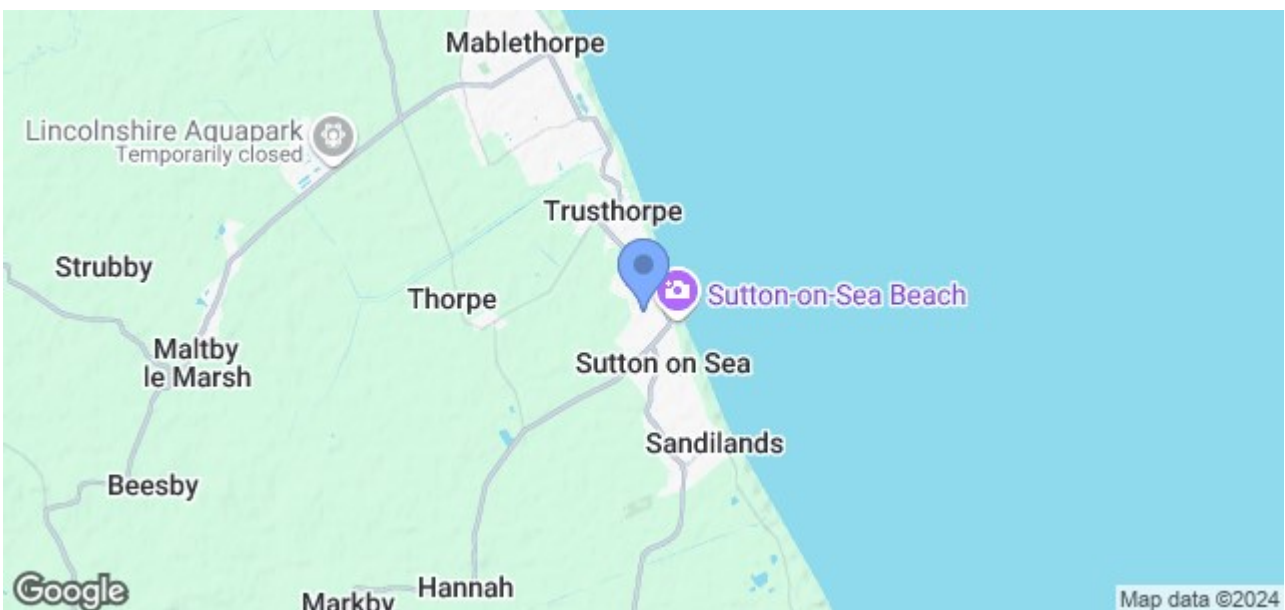 Mablethorpe
Lincolnshire Aquapark
Temporarily closed
Trusthorpe
Strubby
Thorpe
Sutton-on-Sea Beach
Maltby
le Marsh
Sutton on Sea
Sandilands
Beesby
Hannah
Markby
Google
Map data ©2024